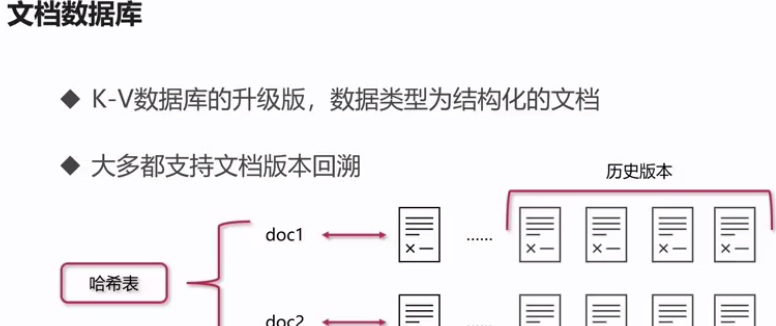 文档数据库
◆ K-V数据库的升级版，数据类型为结构化的文档
◆ 大多都支持文档版本回溯
历史版本
doc1 ......
哈希表
doc2 ......